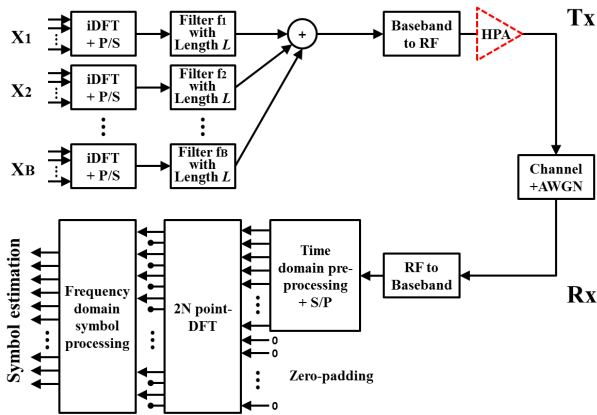 X1
iDFT
+ P/S
Filter f1
with
Length L
+
Baseband
to RF
HPA
Tx
X2
iDFT
+ P/S
Filter f2
with
Length L
XB
iDFT
+ P/S
Filter fB
with
Length L
Channel
+AWGN
Symbol estimation
Frequency
domain
symbol
processing
2N point-
DFT
Time
domain pre-
processing
+ S/P
RF to
Baseband
Rx
0
0
Zero-padding
0